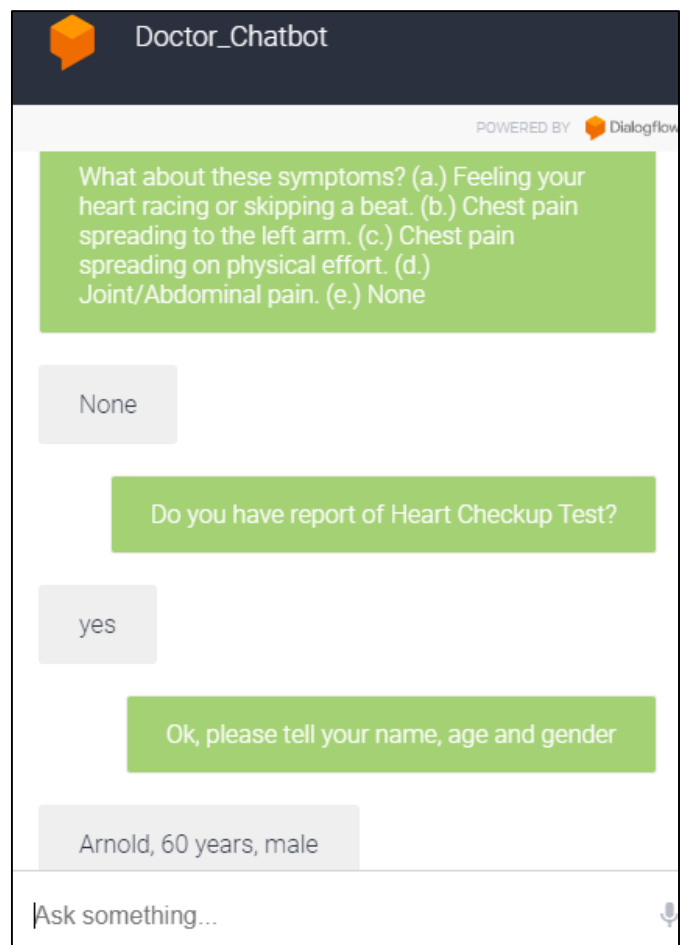 Doctor_Chatbot
POWERED BY Dialogflow
What about these symptoms? (a.) Feeling your
heart racing or skipping a beat. (b.) Chest pain
spreading to the left arm. (c.) Chest pain
spreading on physical effort. (d.)
Joint/Abdominal pain. (e.) None
None
Do you have report of Heart Checkup Test?
yes
Ok, please tell your name, age and gender
Arnold, 60 years, male
Ask something...